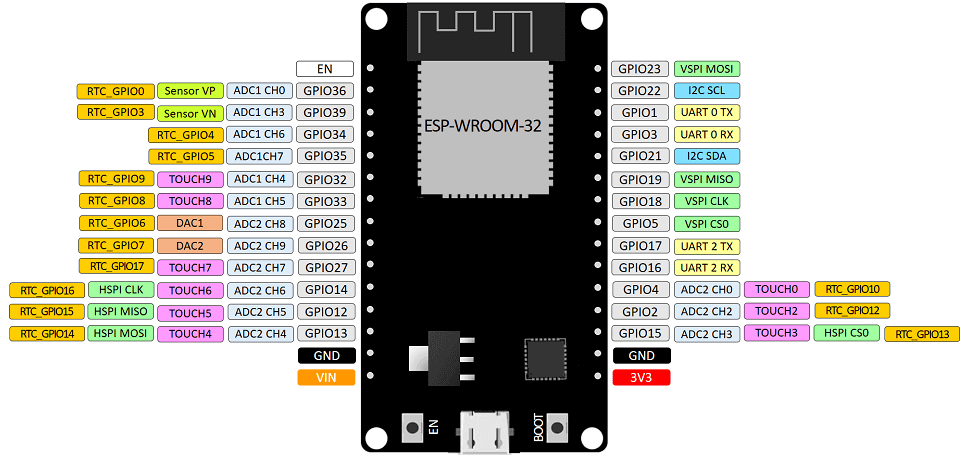 EN GPIO23 VSPI MOSI
RTC_GPIO0 Sensor VP ADC1 CH0 GPIO36 GPIO22 I2C SCL
RTC_GPIO3 Sensor VN ADC1 CH3 GPIO39 GPIO1 UART 0 TX
ESP-WROOM-32
RTC_GPIO4 ADC1 CH6 GPIO34 GPIO3 UART 0 RX
RTC_GPIO5 ADC1CH7 GPIO35 GPIO21 I2C SDA
RTC_GPIO9 TOUCH9 ADC1 CH4 GPIO32 GPIO19 VSPI MISO
RTC_GPIO8 TOUCH8 ADC1 CH5 GPIO33 GPIO18 VSPI CLK
RTC_GPIO6 DAC1 ADC2 CH8 GPIO25 GPIO5 VSPI CS0
RTC_GPIO7 DAC2 ADC2 CH9 GPIO26 GPIO17 UART 2 TX
RTC_GPIO17 TOUCH7 ADC2 CH7 GPIO27 GPIO16 UART 2 RX
RTC_GPIO16 HSPI CLK TOUCH6 ADC2 CH6 GPIO14 GPIO4 ADC2 CH0 TOUCH0 RTC_GPIO10
RTC_GPIO15 HSPI MISO TOUCH5 ADC2 CH5 GPIO12 GPIO2 ADC2 CH2 TOUCH2 RTC_GPIO12
RTC_GPIO14 HSPI MOSI TOUCH4 ADC2 CH4 GPIO13 GPIO15 ADC2 CH3 TOUCH3 HSPI CS0 RTC_GPIO13
GND GND
VIN 3V3
EN BOOT